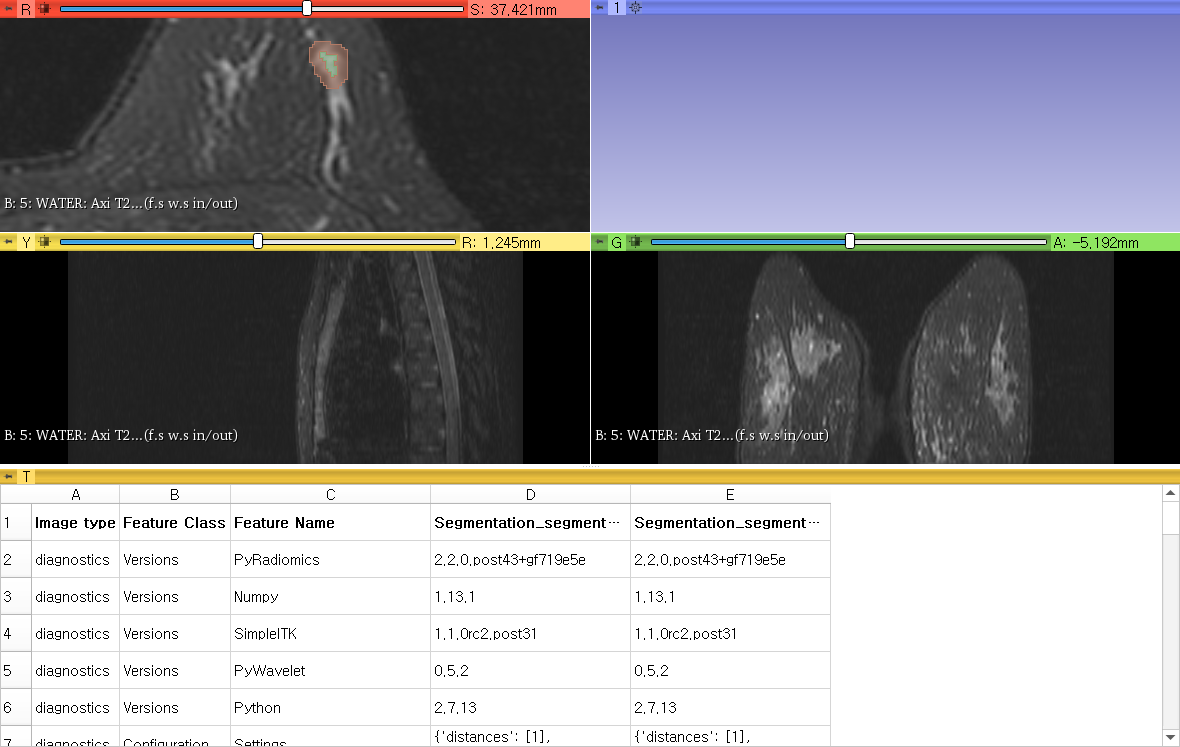 R S: 37.421mm
1
B: 5: WATER: Axi T2...(f.s w.s in/out)
Y R: 1.245mm
G A: -5.192mm
B: 5: WATER: Axi T2...(f.s w.s in/out)
B: 5: WATER: Axi T2...(f.s w.s in/out)
T
A B C D E
1 Image type Feature Class Feature Name Segmentation_segment… Segmentation_segment…
2 diagnostics Versions PyRadiomics 2.2.0.post43+gf719e5e 2.2.0.post43+gf719e5e
3 diagnostics Versions Numpy 1.13.1 1.13.1
4 diagnostics Versions SimpleITK 1.1.0rc2.post31 1.1.0rc2.post31
5 diagnostics Versions PyWavelet 0.5.2 0.5.2
6 diagnostics Versions Python 2.7.13 2.7.13
7 diagnostics Configuration Settings {'distances': [1], {'distances': [1],